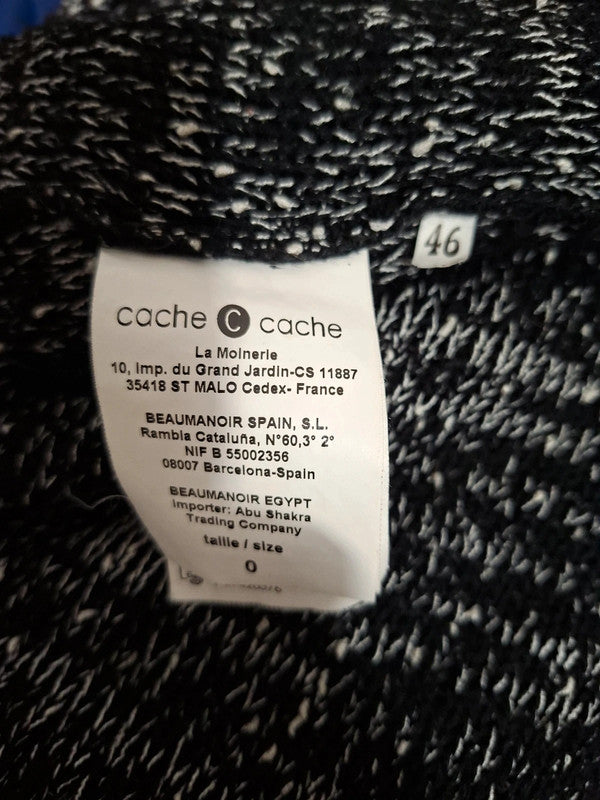 46
cache C cache
La Moinerie
10, Imp. du Grand Jardin-CS 11887
35418 ST MALO Cedex- France
BEAUMANOIR SPAIN, S.L.
Rambla Cataluña, N°60,3° 2°
NIF B 55002356
08007 Barcelona-Spain
BEAUMANOIR EGYPT
Importer: Abu Shakra
Trading Company
taille / size
0